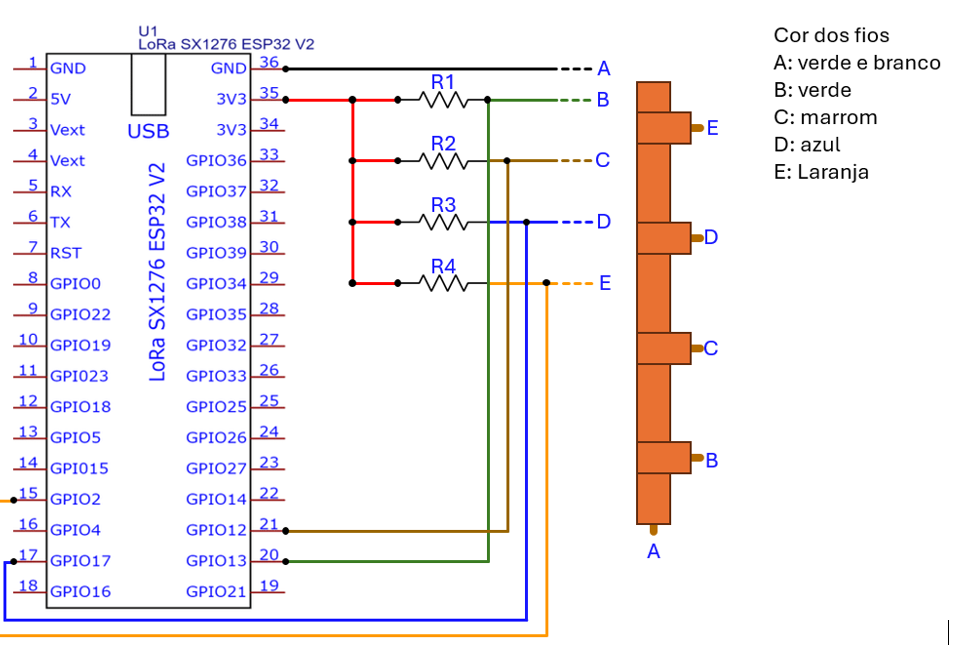 U1
LoRa SX1276 ESP32 V2
1 GND
2 5V
3 Vext
4 Vext
5 RX
6 TX
7 RST
8 GPIO0
9 GPIO22
10 GPIO19
11 GPI023
12 GPIO18
13 GPIO5
14 GPI015
15 GPIO2
16 GPIO4
17 GPIO17
18 GPIO16
USB
LoRa SX1276 ESP32 V2
GND 36
3V3 35
3V3 34
GPIO36 33
GPIO37 32
GPIO38 31
GPIO39 30
GPIO34 29
GPIO35 28
GPIO32 27
GPIO33 26
GPIO25 25
GPIO26 24
GPIO27 23
GPIO14 22
GPIO12 21
GPIO13 20
GPIO21 19
R1
R2
R3
R4
A
B
C
D
E
E
D
C
B
A
Cor dos fios
A: verde e branco
B: verde
C: marrom
D: azul
E: Laranja